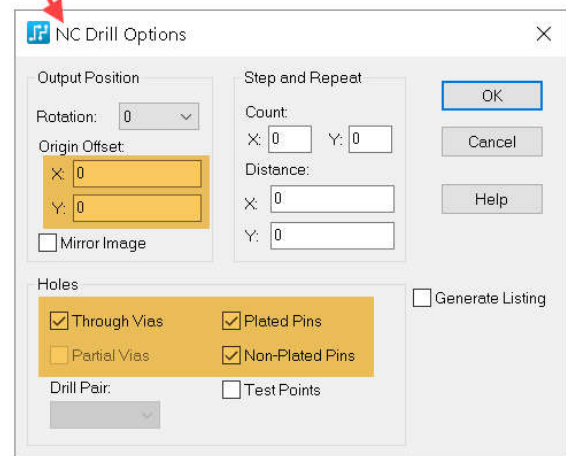 NC Drill Options
Output Position
Rotation: 0
Origin Offset:
X: 0
Y: 0
Mirror Image
Step and Repeat
Count:
X: 0 Y: 0
Distance:
X: 0
Y: 0
OK
Cancel
Help
Holes
Through Vias Plated Pins
Partial Vias Non-Plated Pins
Drill Pair: Test Points
Generate Listing